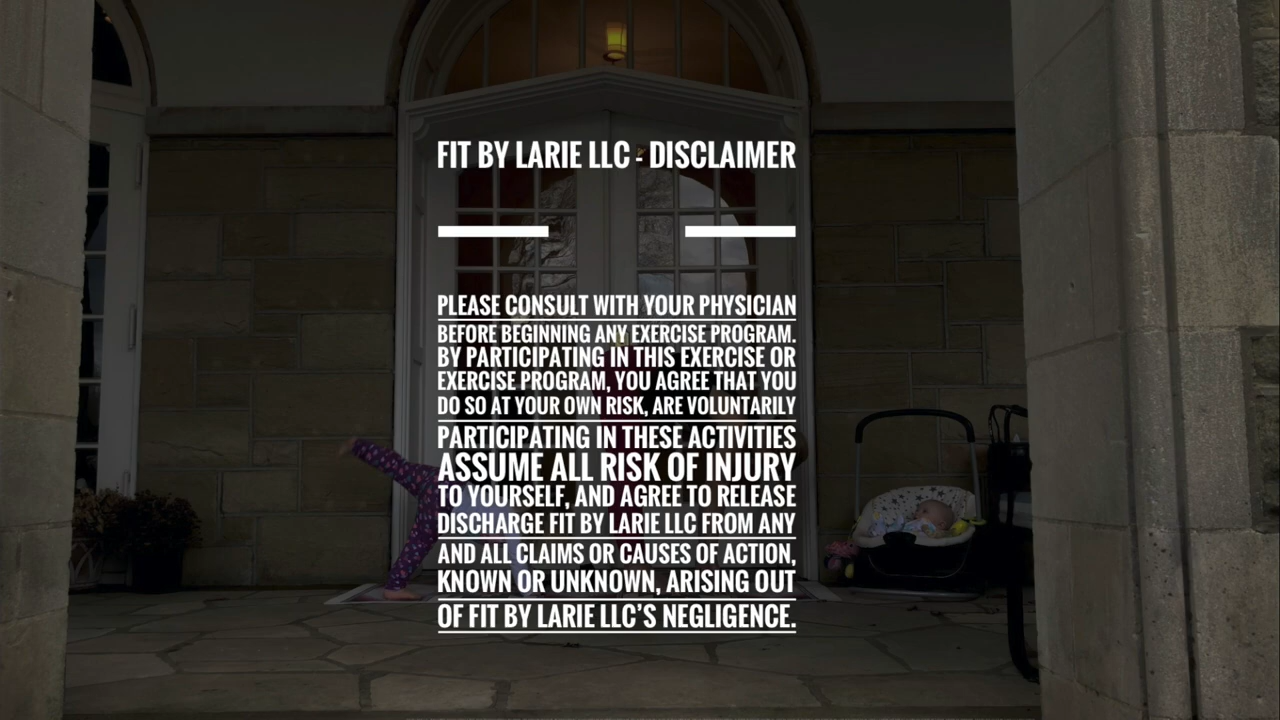 FIT BY LARIE LLC - DISCLAIMER
PLEASE CONSULT WITH YOUR PHYSICIAN
BEFORE BEGINNING ANY EXERCISE PROGRAM.
BY PARTICIPATING IN THIS EXERCISE OR
EXERCISE PROGRAM, YOU AGREE THAT YOU
DO SO AT YOUR OWN RISK, ARE VOLUNTARILY
PARTICIPATING IN THESE ACTIVITIES
ASSUME ALL RISK OF INJURY
TO YOURSELF, AND AGREE TO RELEASE
DISCHARGE FIT BY LARIE LLC FROM ANY
AND ALL CLAIMS OR CAUSES OF ACTION,
KNOWN OR UNKNOWN, ARISING OUT
OF FIT BY LARIE LLC'S NEGLIGENCE.